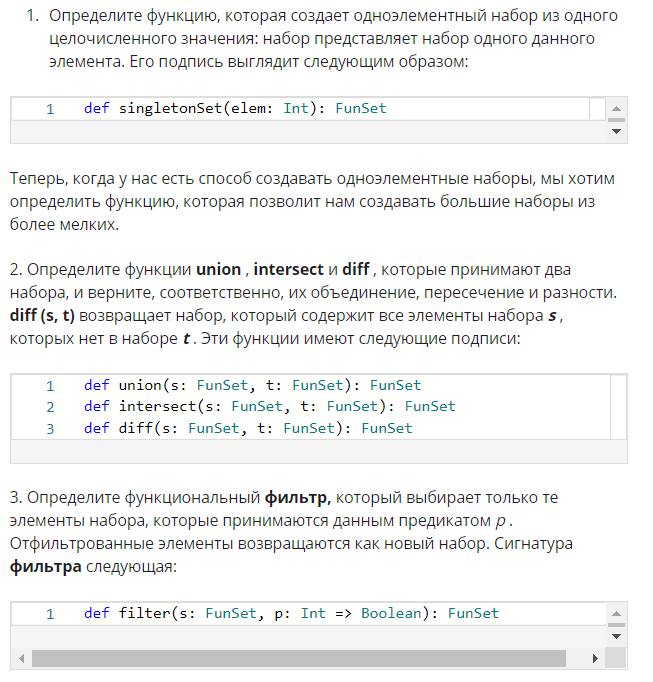 1. Определите функцию, которая создает одноэлементный набор из одного
целочисленного значения: набор представляет набор одного данного
элемента. Его подпись выглядит следующим образом:
1 def singletonSet(elem: Int): FunSet
Теперь, когда у нас есть способ создавать одноэлементные наборы, мы хотим
определить функцию, которая позволит нам создавать большие наборы из
более мелких.
2. Определите функции union , intersect и diff , которые принимают два
набора, и верните, соответственно, их объединение, пересечение и разности.
diff (s, t) возвращает набор, который содержит все элементы набора s ,
которых нет в наборе t . Эти функции имеют следующие подписи:
1 def union(s: FunSet, t: FunSet): FunSet
2 def intersect(s: FunSet, t: FunSet): FunSet
3 def diff(s: FunSet, t: FunSet): FunSet
3. Определите функциональный фильтр, который выбирает только те
элементы набора, которые принимаются данным предикатом p .
Отфильтрованные элементы возвращаются как новый набор. Сигнатура
фильтра следующая:
1 def filter(s: FunSet, p: Int => Boolean): FunSet